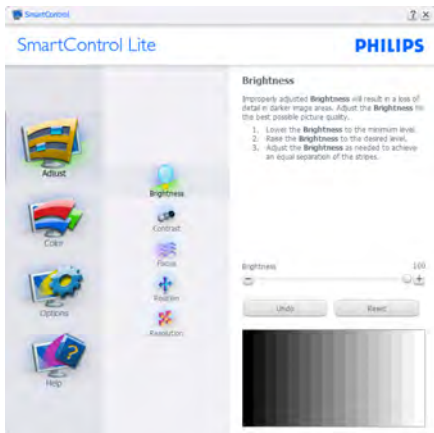 SmartControl
? ×
SmartControl Lite
PHILIPS
Brightness
Improperly adjusted Brightness will result in a loss of
detail in darker image areas. Adjust the Brightness for
the best possible picture quality.
1. Lower the Brightness to the minimum level.
2. Raise the Brightness to the desired level.
3. Adjust the Brightness as needed to achieve
an equal separation of the stripes.
Adjust
Color
Options
Help
Brightness
Contrast
Focus
Position
Resolution
Brightness 100
Undo Reset